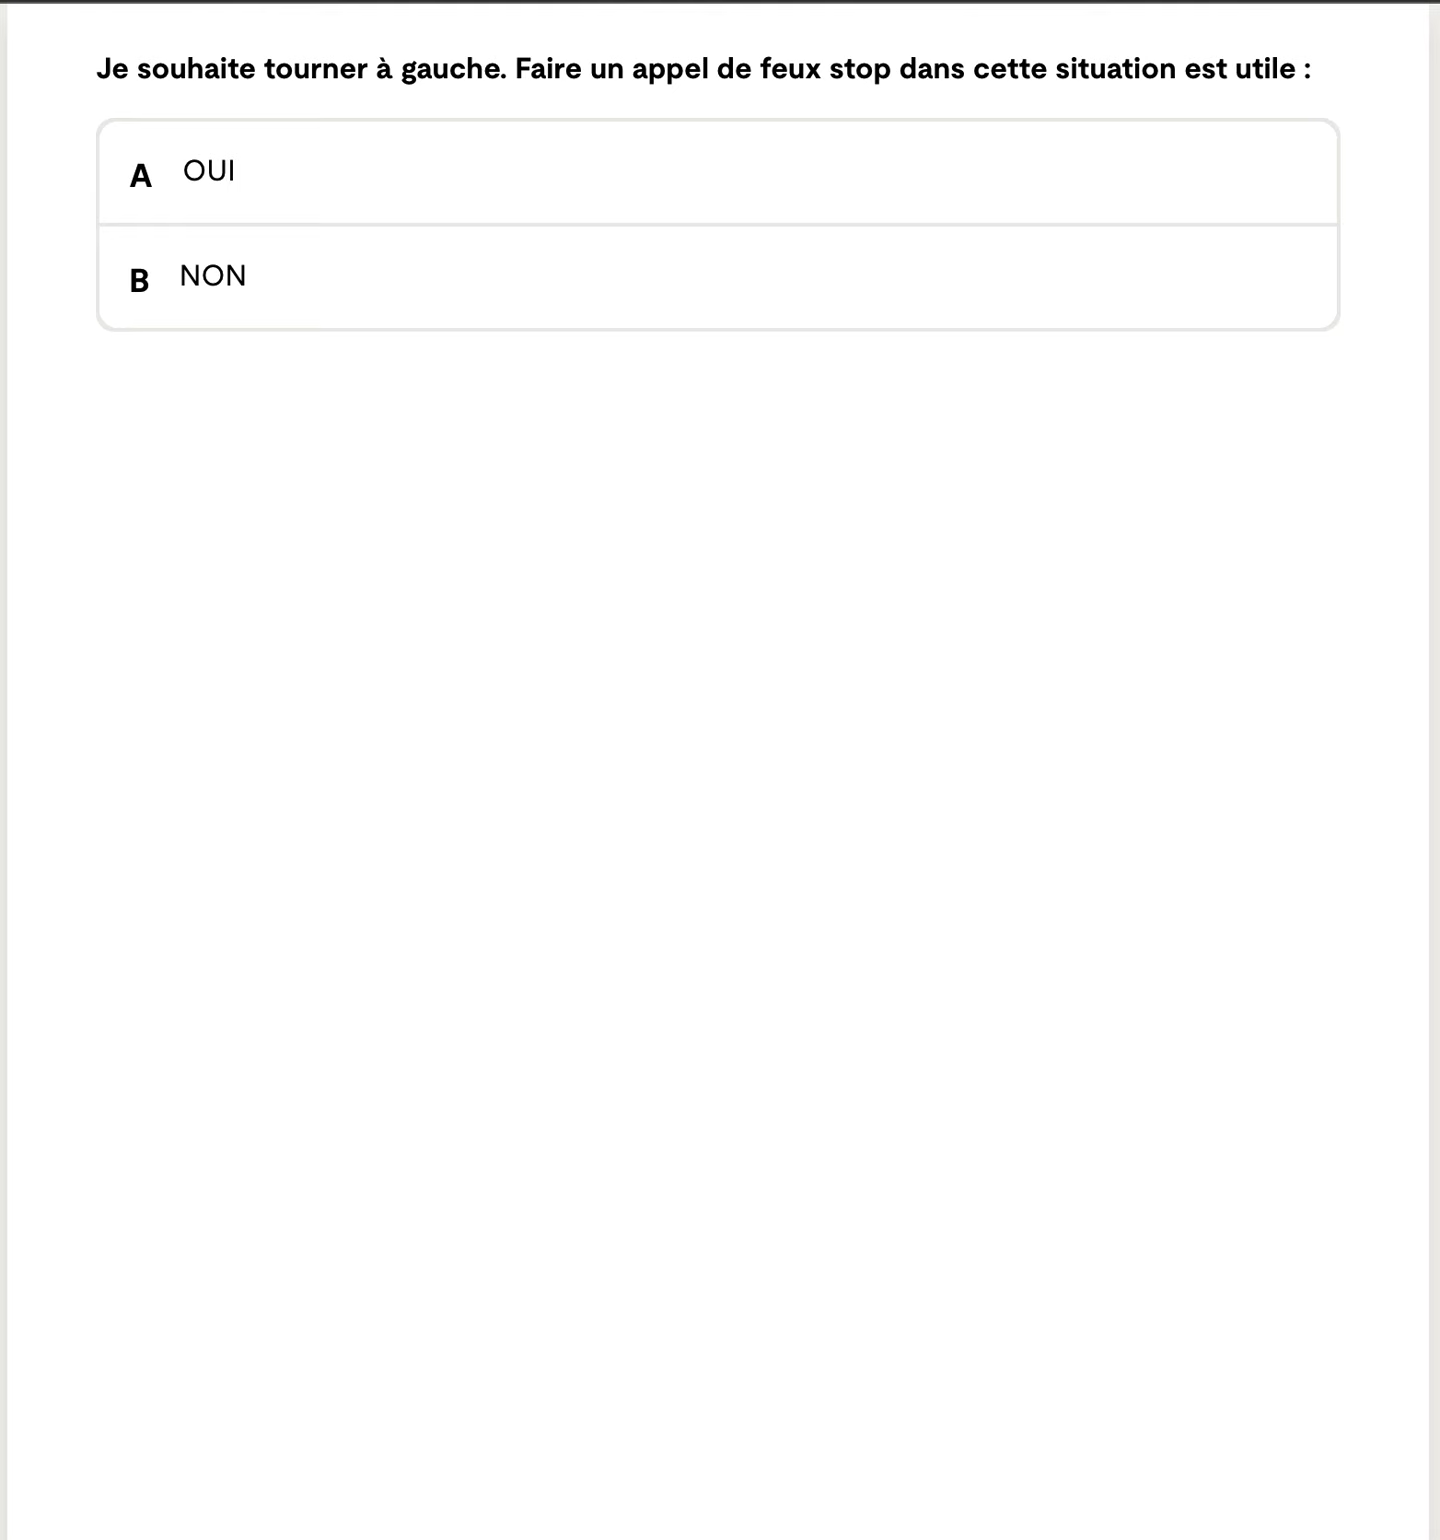 Je souhaite tourner à gauche. Faire un appel de feux stop dans cette situation est utile :
A OUI
B NON